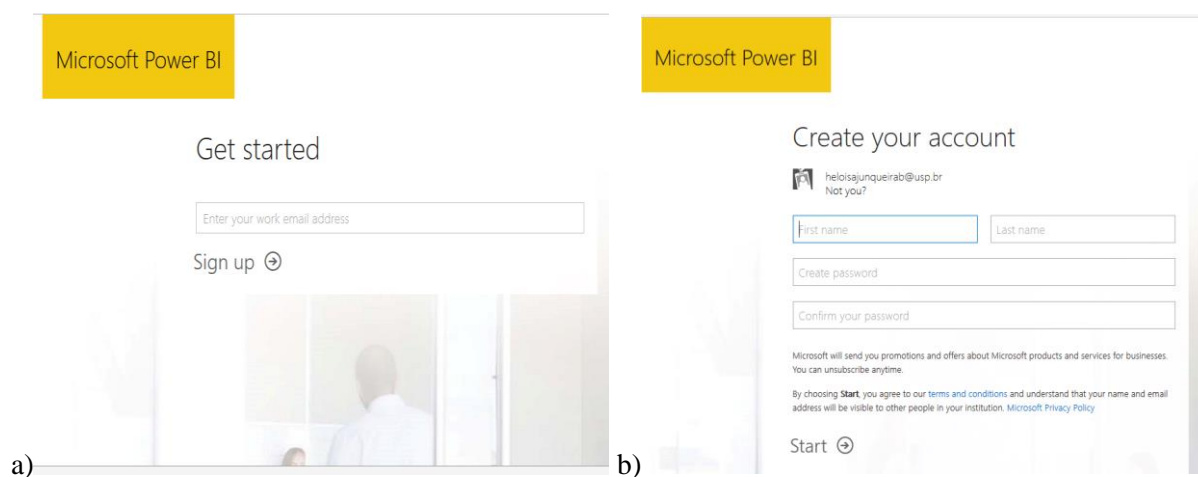 Microsoft Power BI
Get started
Enter your work email address
Sign up
a)
Microsoft Power BI
Create your account
heloisajunqueirab@usp.br
Not you?
First name
Last name
Create password
Confirm your password
Microsoft will send you promotions and offers about Microsoft products and services for businesses.
You can unsubscribe anytime.
By choosing Start, you agree to our terms and conditions and understand that your name and email
address will be visible to other people in your institution. Microsoft Privacy Policy
Start
b)